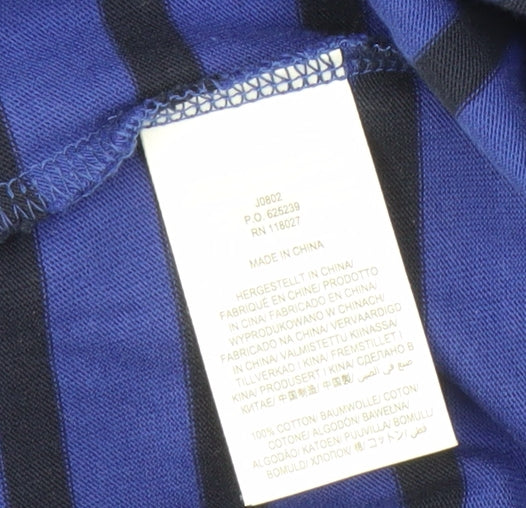 J0802
P.O. 625239
RN 118027
MADE IN CHINA
HERGESTELLT IN CHINA/
FABRIQUÉ EN CHINE/ PRODOTTO
IN CINA/ FABRICADO EN CHINA/
WYPRODUKOWANO W CHINACH/
FABRICADO NA CHINA/ VERVAARDIGD
IN CHINA/ VALMISTETTU KIINASSA/
TILLVERKAD I KINA/ FREMSTILLET I
KINA/ PRODUSERT I KINA/ СДЕЛАНО В
КИТАЕ/ 中国制造/ 中国製/ صنع في الصين
100% COTTON/ BAUMWOLLE/ COTON/
COTONE/ ALGODÓN/ BAWEŁNA/
ALGODÃO/ KATOEN/ PUUVILLA/ BOMULL/
BOMULD/ ХЛОПОК/ 棉/ コットン/ قطن